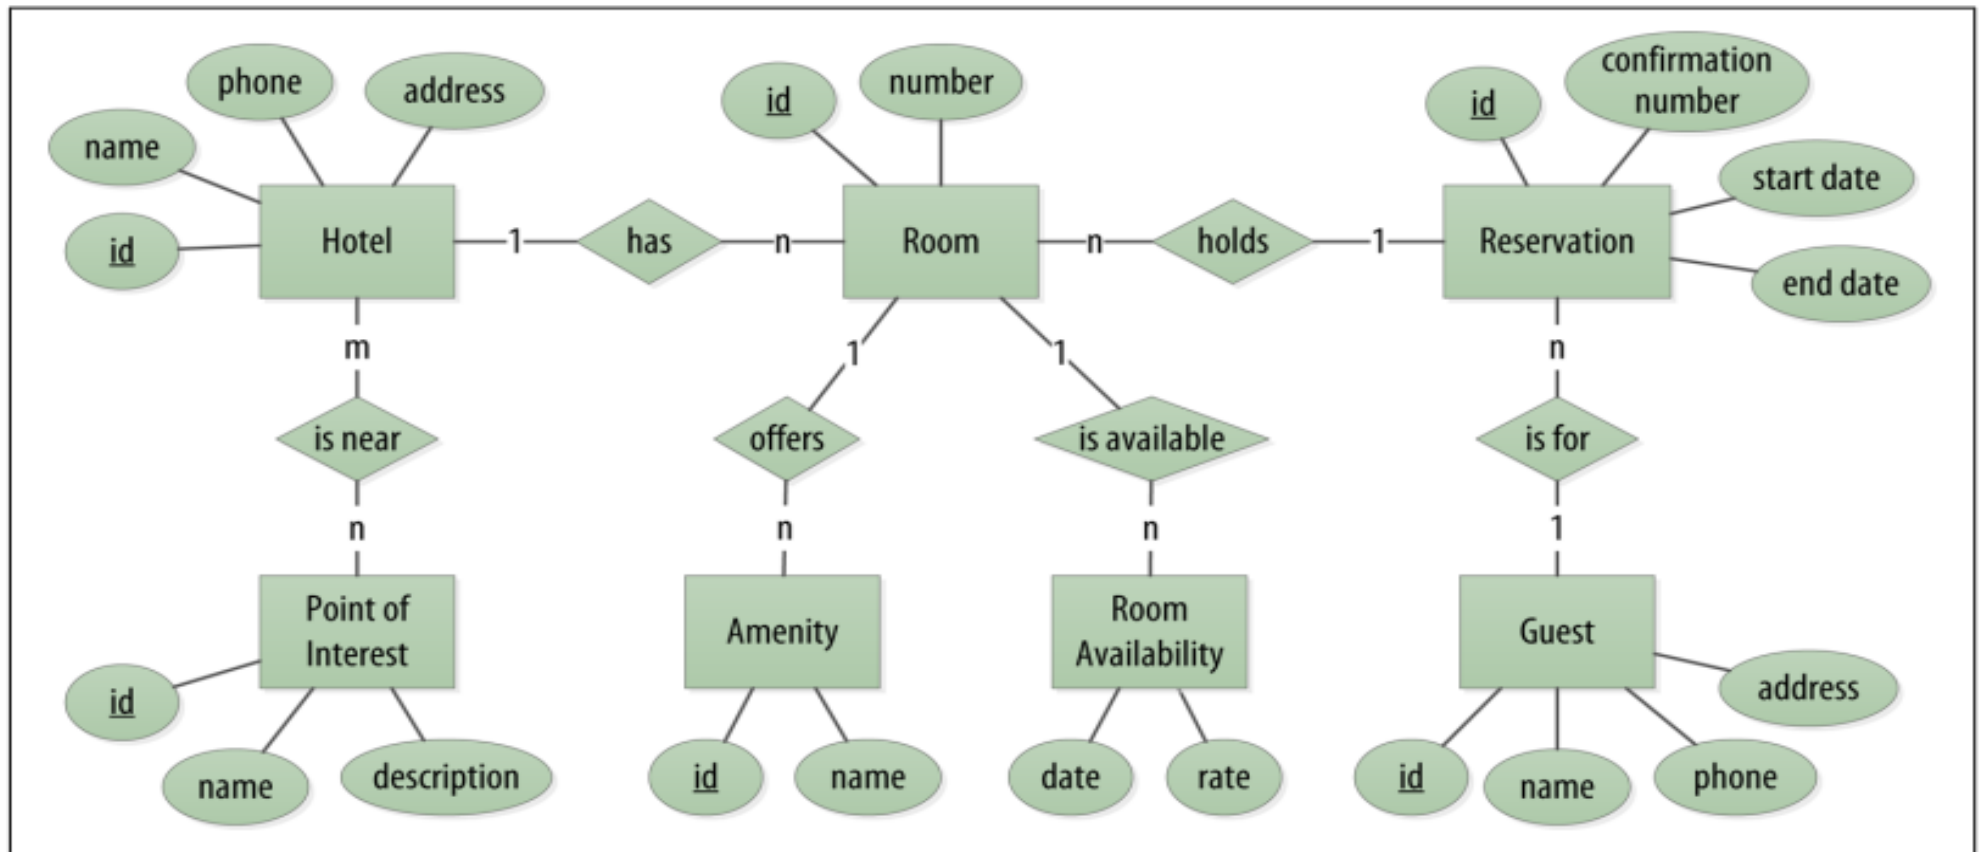 phone
address
name
id
Hotel
1
has
n
id
number
Room
n
holds
1
id
confirmation
number
start date
end date
Reservation
m
is near
n
1
offers
n
1
is available
n
n
is for
1
Point of
Interest
id
name
description
Amenity
id
name
Room
Availability
date
rate
Guest
address
id
name
phone